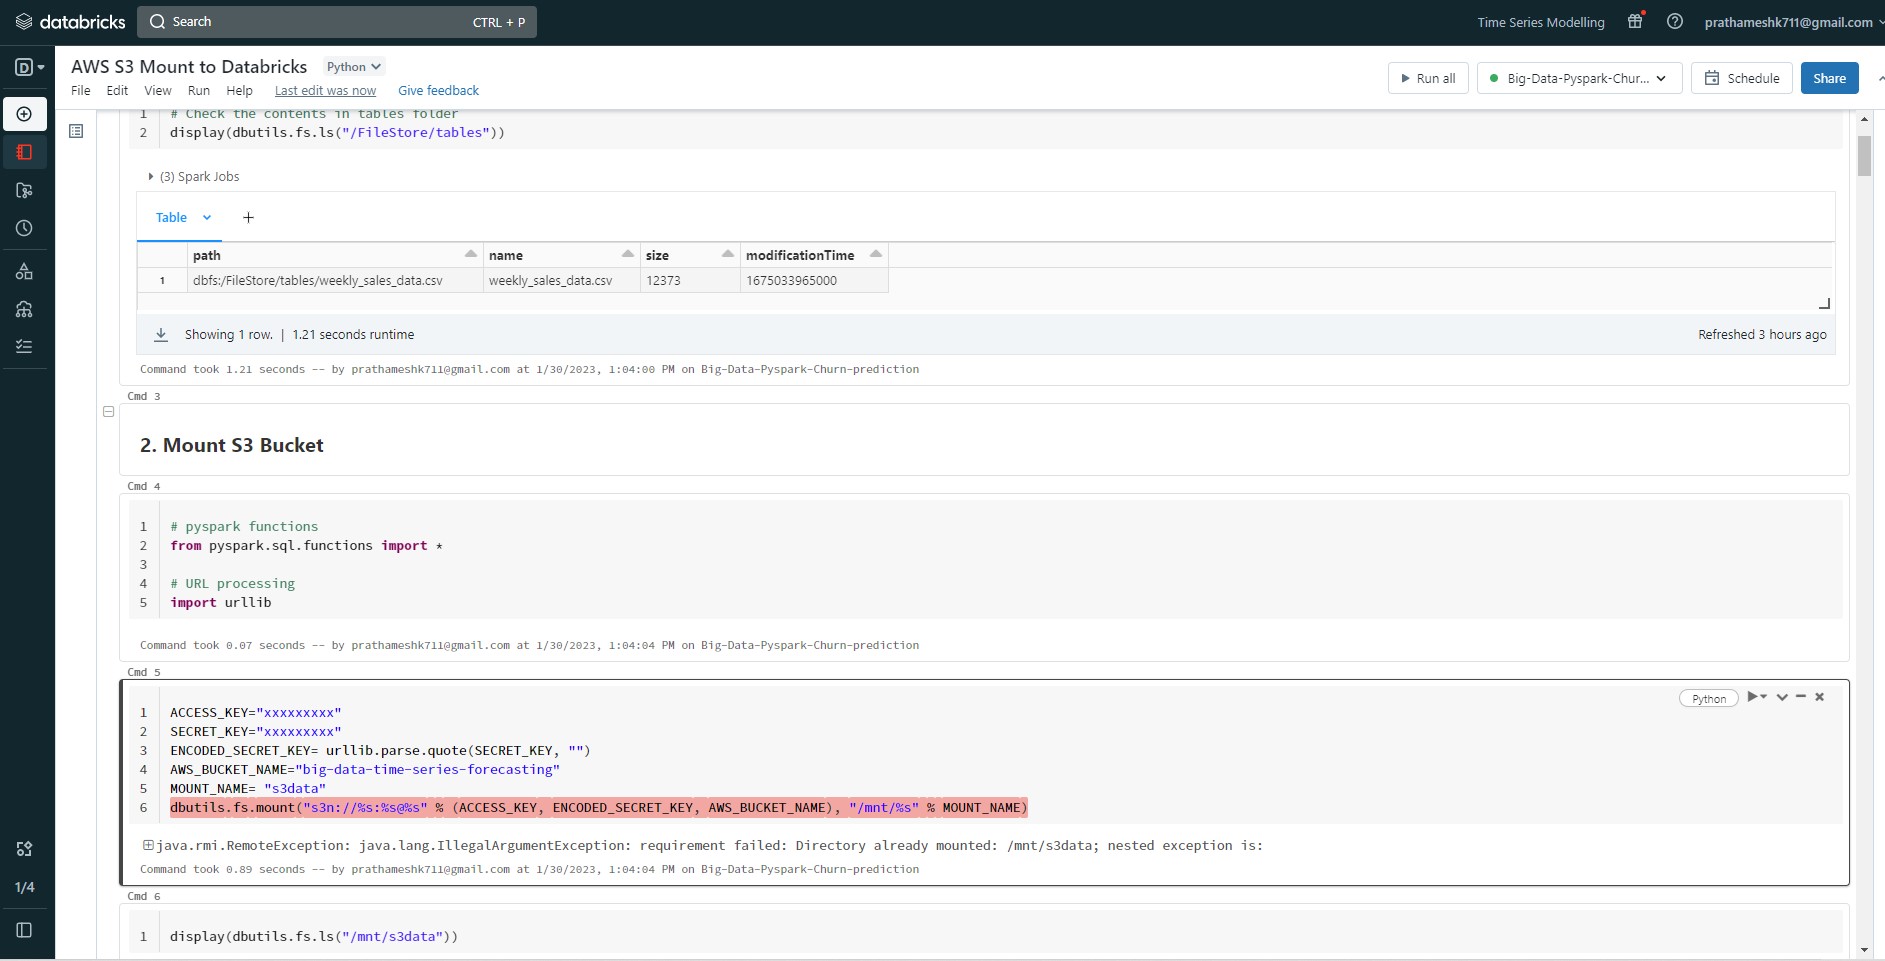 databricks Search CTRL + P Time Series Modelling prathameshk711@gmail.com
D AWS S3 Mount to Databricks Python
File Edit View Run Help Last edit was now Give feedback
Run all Big-Data-Pyspark-Chur... Schedule Share
1 # Check the contents in tables folder
2 display(dbutils.fs.ls("/FileStore/tables"))
(3) Spark Jobs
Table +
path name size modificationTime
1 dbfs:/FileStore/tables/weekly_sales_data.csv weekly_sales_data.csv 12373 1675033965000
Showing 1 row. | 1.21 seconds runtime Refreshed 3 hours ago
Command took 1.21 seconds -- by prathameshk711@gmail.com at 1/30/2023, 1:04:00 PM on Big-Data-Pyspark-Churn-prediction
Cmd 3
2. Mount S3 Bucket
Cmd 4
1 # pyspark functions
2 from pyspark.sql.functions import *
3
4 # URL processing
5 import urllib
Command took 0.07 seconds -- by prathameshk711@gmail.com at 1/30/2023, 1:04:04 PM on Big-Data-Pyspark-Churn-prediction
Cmd 5
Python
1 ACCESS_KEY="xxxxxxxxx"
2 SECRET_KEY="xxxxxxxxx"
3 ENCODED_SECRET_KEY= urllib.parse.quote(SECRET_KEY, "")
4 AWS_BUCKET_NAME="big-data-time-series-forecasting"
5 MOUNT_NAME= "s3data"
6 dbutils.fs.mount("s3n://%s:%s@%s" % (ACCESS_KEY, ENCODED_SECRET_KEY, AWS_BUCKET_NAME), "/mnt/%s" % MOUNT_NAME)
java.rmi.RemoteException: java.lang.IllegalArgumentException: requirement failed: Directory already mounted: /mnt/s3data; nested exception is:
Command took 0.89 seconds -- by prathameshk711@gmail.com at 1/30/2023, 1:04:04 PM on Big-Data-Pyspark-Churn-prediction
1/4
Cmd 6
1 display(dbutils.fs.ls("/mnt/s3data"))